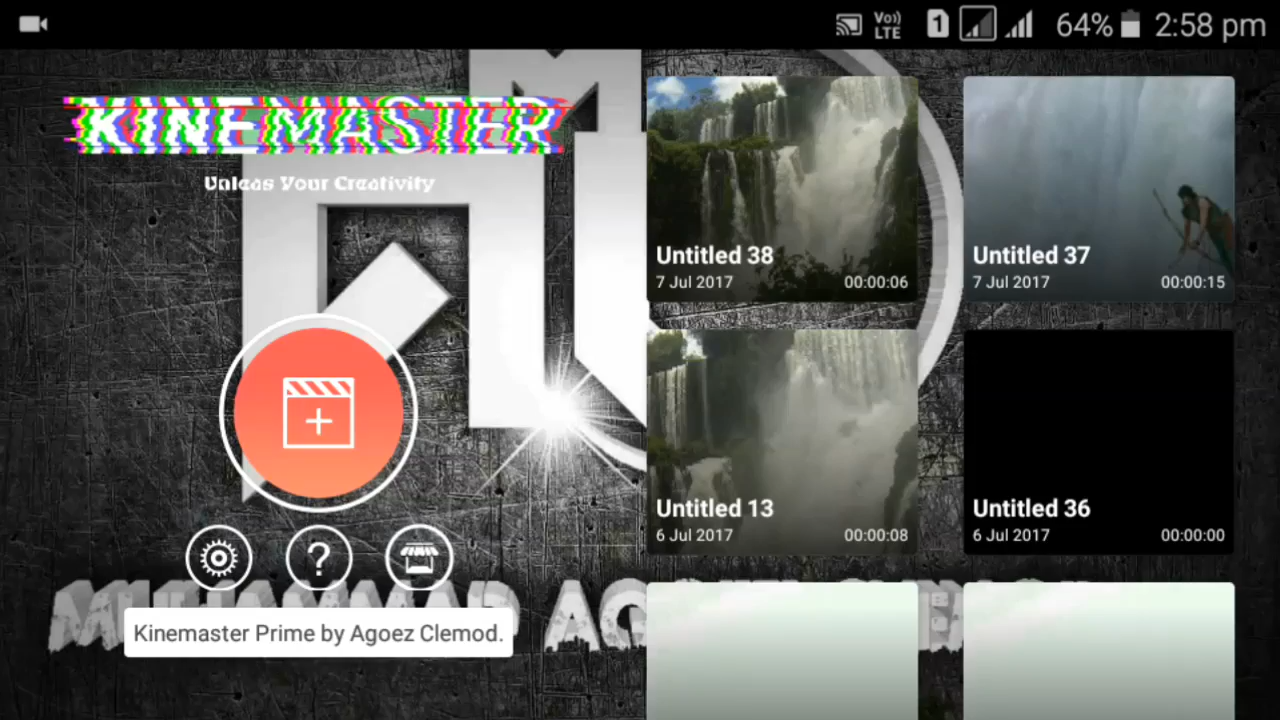 Vo))
LTE
1
64%
2:58 pm
KINEMASTER
Unleas Your Creativity
Untitled 38
7 Jul 2017
00:00:06
Untitled 37
7 Jul 2017
00:00:15
Untitled 13
6 Jul 2017
00:00:08
Untitled 36
6 Jul 2017
00:00:00
?
MUHAMMAD
Kinemaster Prime by Agoez Clemod.